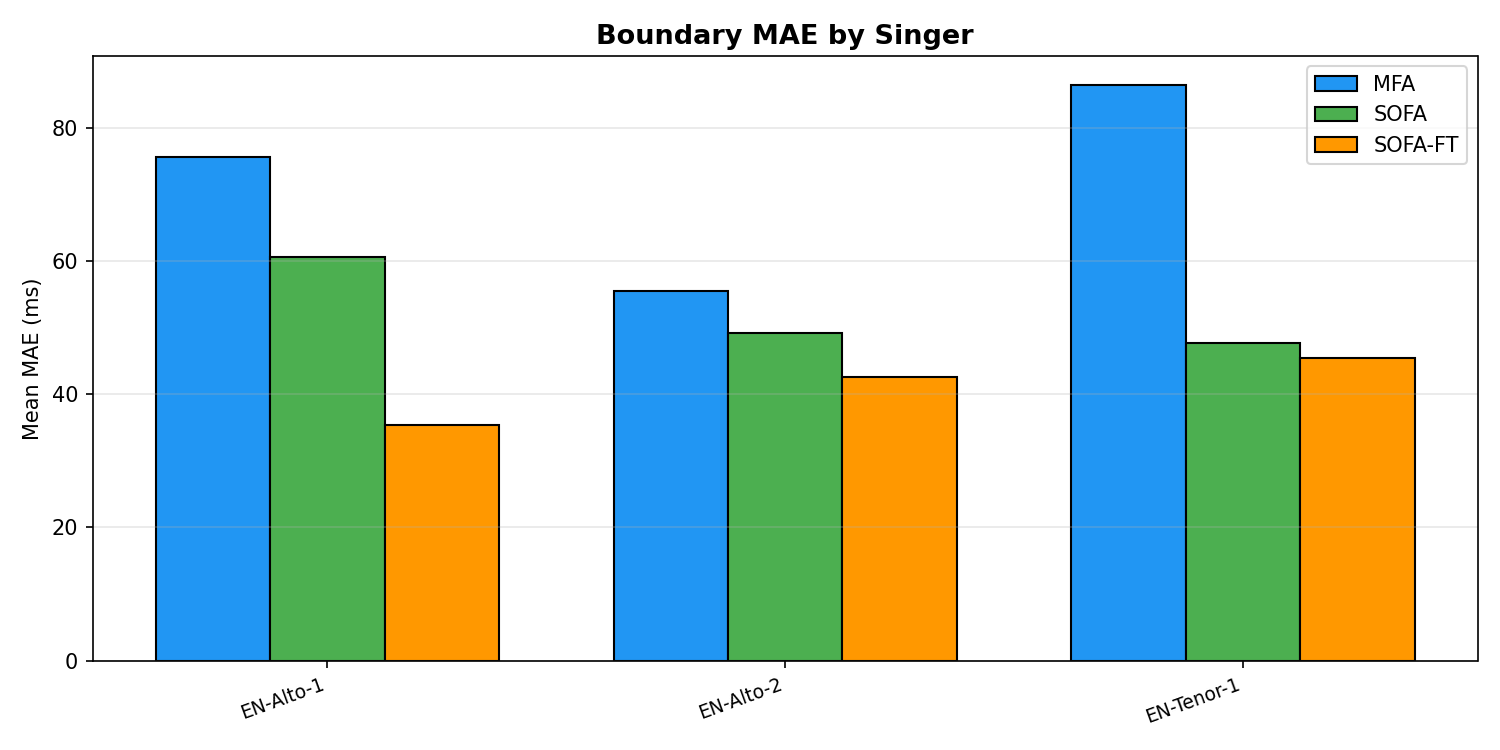 Boundary MAE by Singer
MFA
SOFA
SOFA-FT
Mean MAE (ms)
80
60
40
20
0
EN-Alto-1
EN-Alto-2
EN-Tenor-1